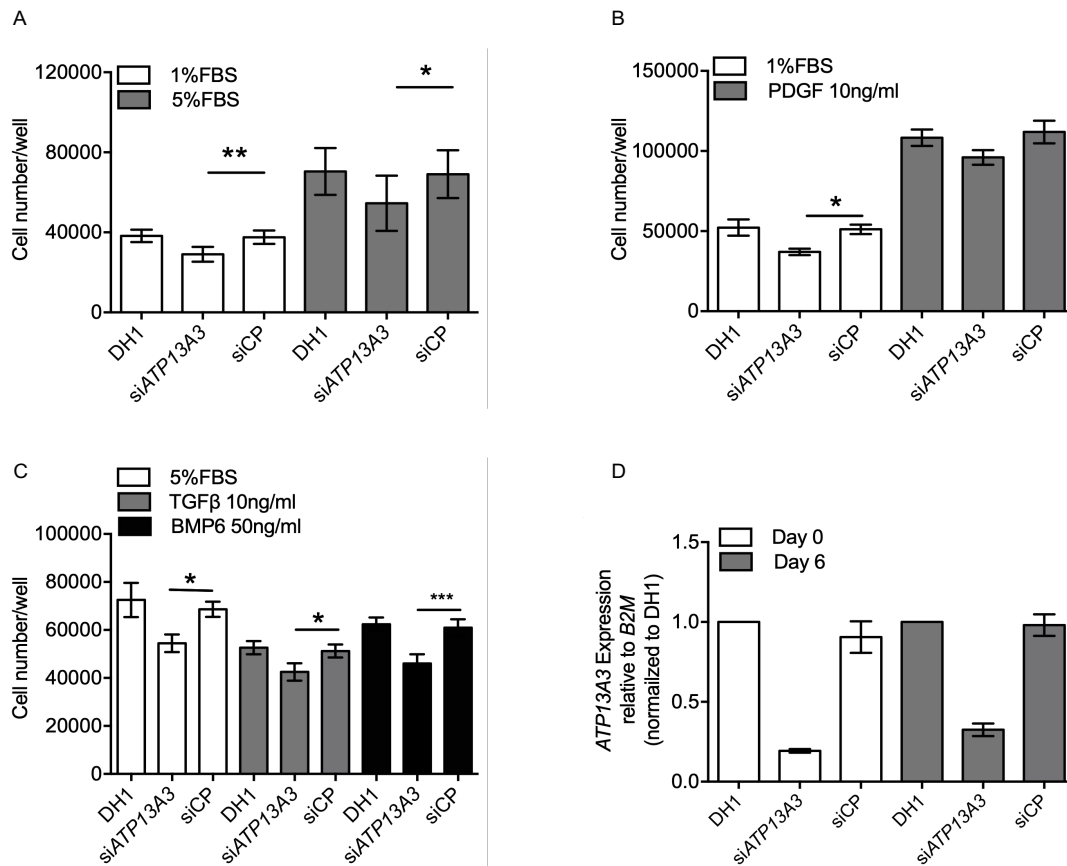 A
1%FBS
5%FBS
Cell number/well
120000
80000
40000
0
**
*
DH1
siATP13A3
siCP
DH1
siATP13A3
siCP
B
1%FBS
PDGF 10ng/ml
Cell number/well
150000
100000
50000
0
*
DH1
siATP13A3
siCP
DH1
siATP13A3
siCP
C
5%FBS
TGFβ 10ng/ml
BMP6 50ng/ml
Cell number/well
100000
80000
60000
40000
20000
0
*
*
***
DH1
siATP13A3
siCP
DH1
siATP13A3
siCP
DH1
siATP13A3
siCP
D
Day 0
Day 6
ATP13A3 Expression
relative to B2M
(normailzed to DH1)
1.5
1.0
0.5
0.0
DH1
siATP13A3
siCP
DH1
siATP13A3
siCP